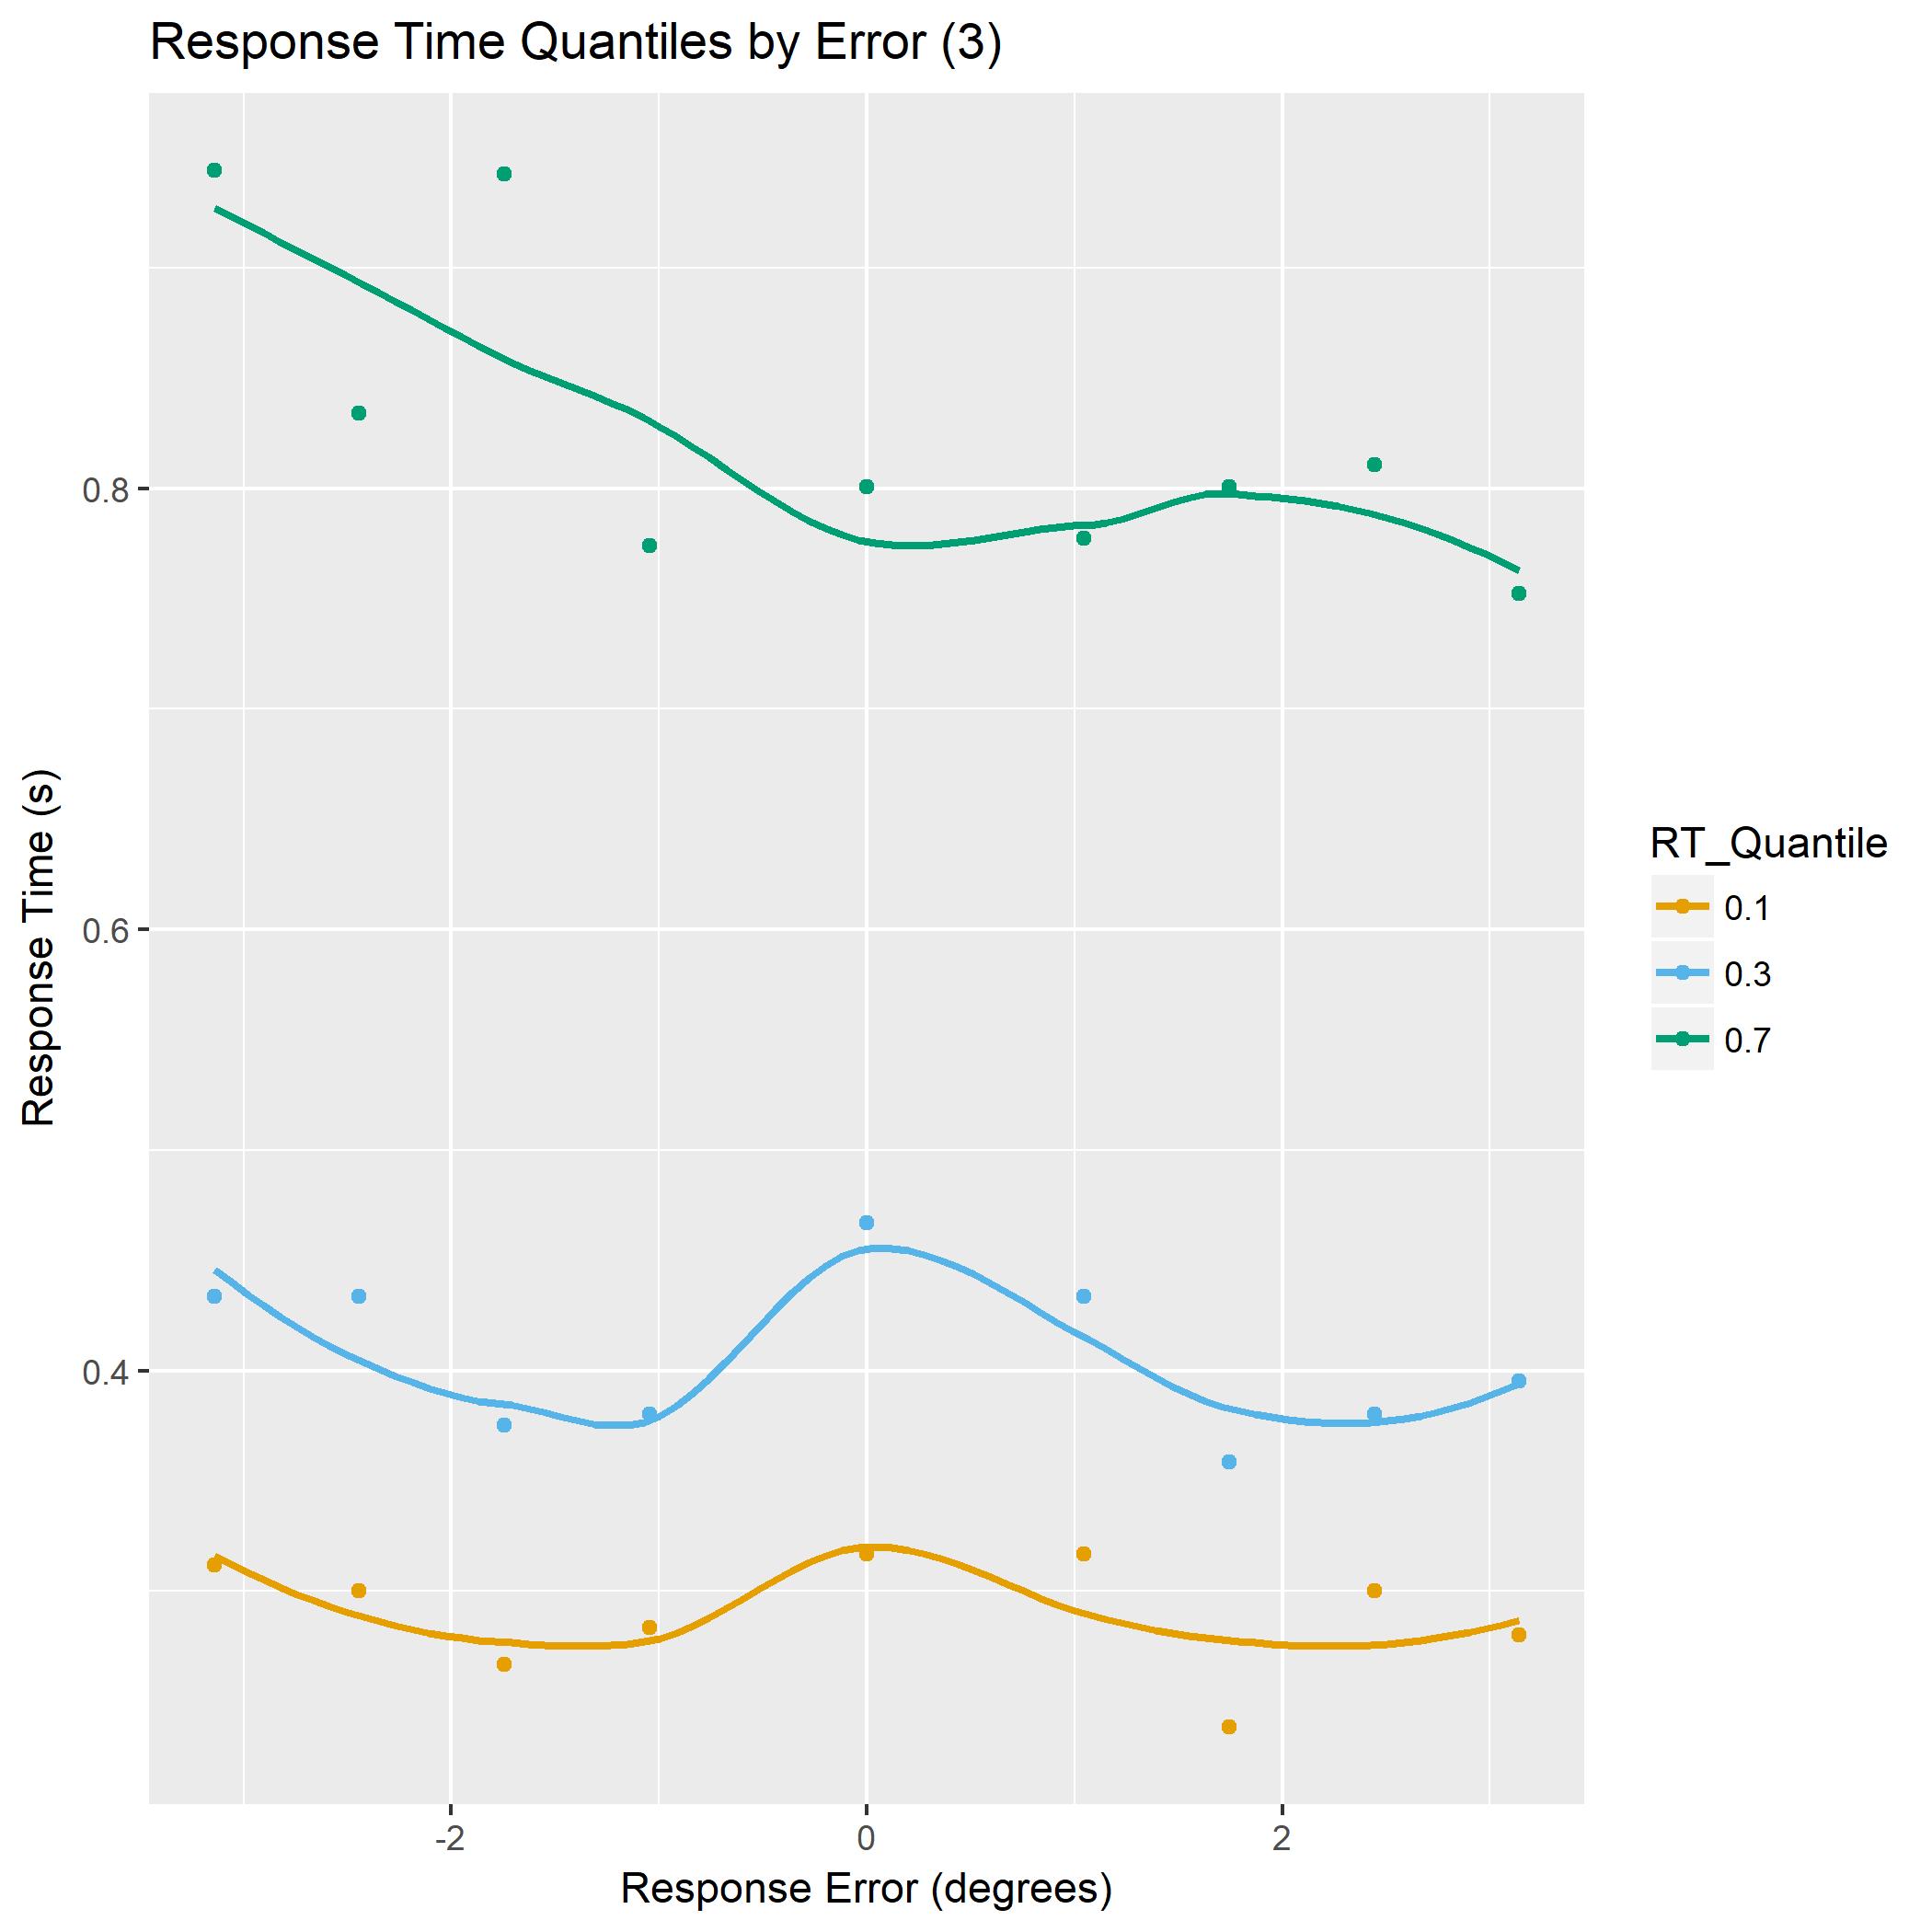 Response Time Quantiles by Error (3)
Response Time (s)
0.8
0.6
0.4
-2
0
2
Response Error (degrees)
RT_Quantile
0.1
0.3
0.7